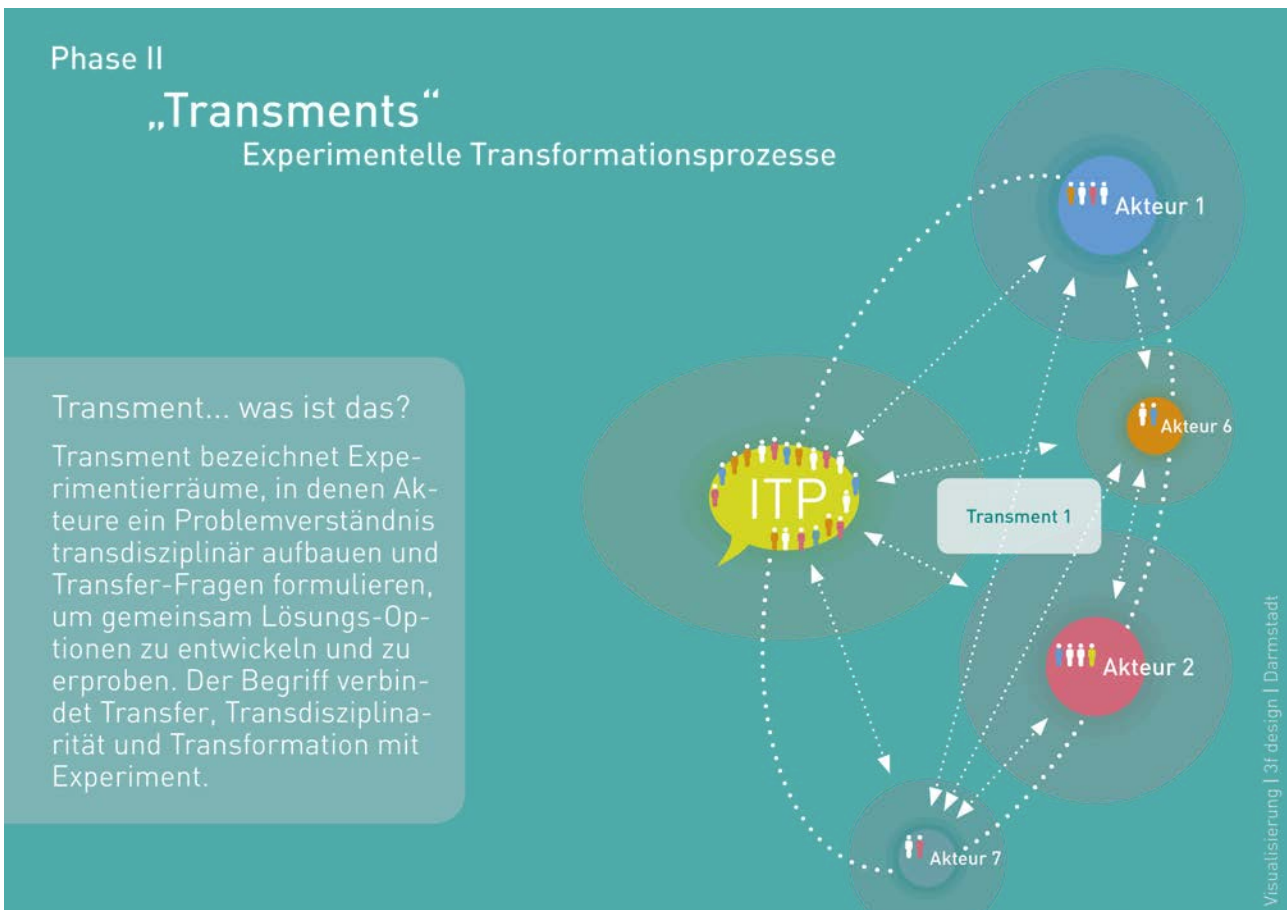 Phase II
„Transments“
Experimentelle Transformationsprozesse
Akteur 1
Akteur 6
Transment... was ist das?
Transment bezeichnet Expe-
rimentierräume, in denen Ak-
teure ein Problemverständnis
transdisziplinär aufbauen und
Transfer-Fragen formulieren,
um gemeinsam Lösungs-Op-
tionen zu entwickeln und zu
erproben. Der Begriff verbin-
det Transfer, Transdisziplina-
rität und Transformation mit
Experiment.
ITP
Transment 1
Akteur 2
Akteur 7
Visualisierung | 3f design | Darmstadt